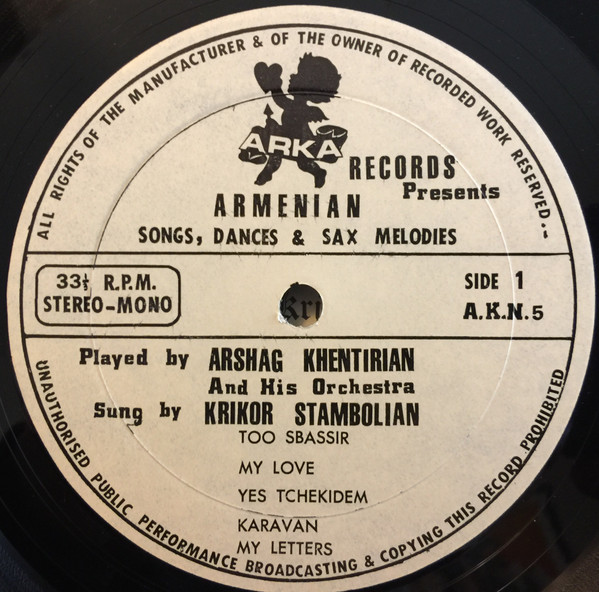 ALL RIGHTS OF THE MANUFACTURER & OF THE OWNER OF RECORDED WORK RESERVED.-
ARKA
RECORDS
Presents
ARMENIAN
SONGS, DANCES & SAX MELODIES
33⅓ R.P.M.
STEREO-MONO
SIDE 1
A.K.N.5
Played by ARSHAG KHENTIRIAN
And His Orchestra
Sung by KRIKOR STAMBOLIAN
TOO SBASSIR
MY LOVE
YES TCHEKIDEM
KARAVAN
MY LETTERS
UNAUTHORISED PUBLIC PERFORMANCE BROADCASTING & COPYING THIS RECORD PROHIBITED